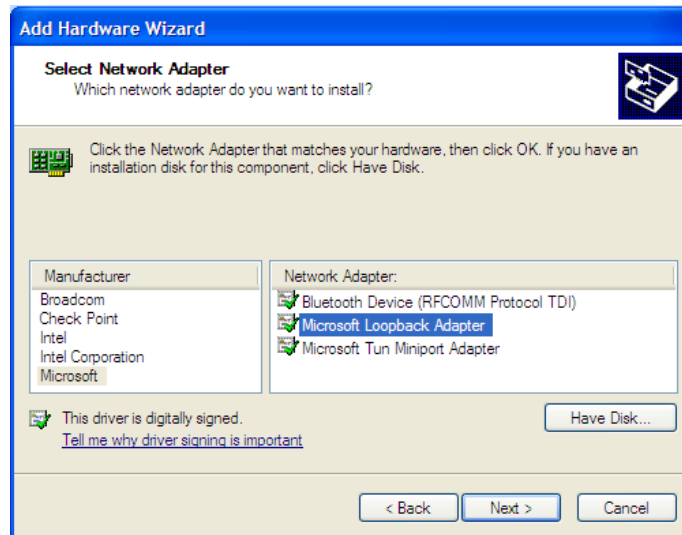 Add Hardware Wizard
Select Network Adapter
Which network adapter do you want to install?
Click the Network Adapter that matches your hardware, then click OK. If you have an
installation disk for this component, click Have Disk.
Manufacturer
Broadcom
Check Point
Intel
Intel Corporation
Microsoft
Network Adapter:
Bluetooth Device (RFCOMM Protocol TDI)
Microsoft Loopback Adapter
Microsoft Tun Miniport Adapter
This driver is digitally signed.
Tell me why driver signing is important
Have Disk...
< Back
Next >
Cancel